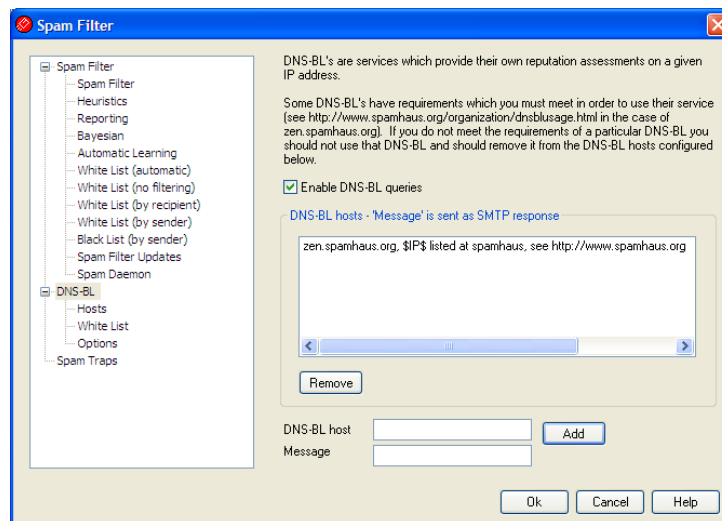 Spam Filter
Spam Filter
Spam Filter
Heuristics
Reporting
Bayesian
Automatic Learning
White List (automatic)
White List (no filtering)
White List (by recipient)
White List (by sender)
Black List (by sender)
Spam Filter Updates
Spam Daemon
DNS-BL
Hosts
White List
Options
Spam Traps
DNS-BL's are services which provide their own reputation assessments on a given
IP address.
Some DNS-BL's have requirements which you must meet in order to use their service
(see http://www.spamhaus.org/organization/dnsblusage.html in the case of
zen.spamhaus.org). If you do not meet the requirements of a particular DNS-BL you
should not use that DNS-BL and should remove it from the DNS-BL hosts configured
below.
Enable DNS-BL queries
DNS-BL hosts - 'Message' is sent as SMTP response
zen.spamhaus.org, $IP$ listed at spamhaus, see http://www.spamhaus.org
Remove
DNS-BL host
Add
Message
Ok
Cancel
Help